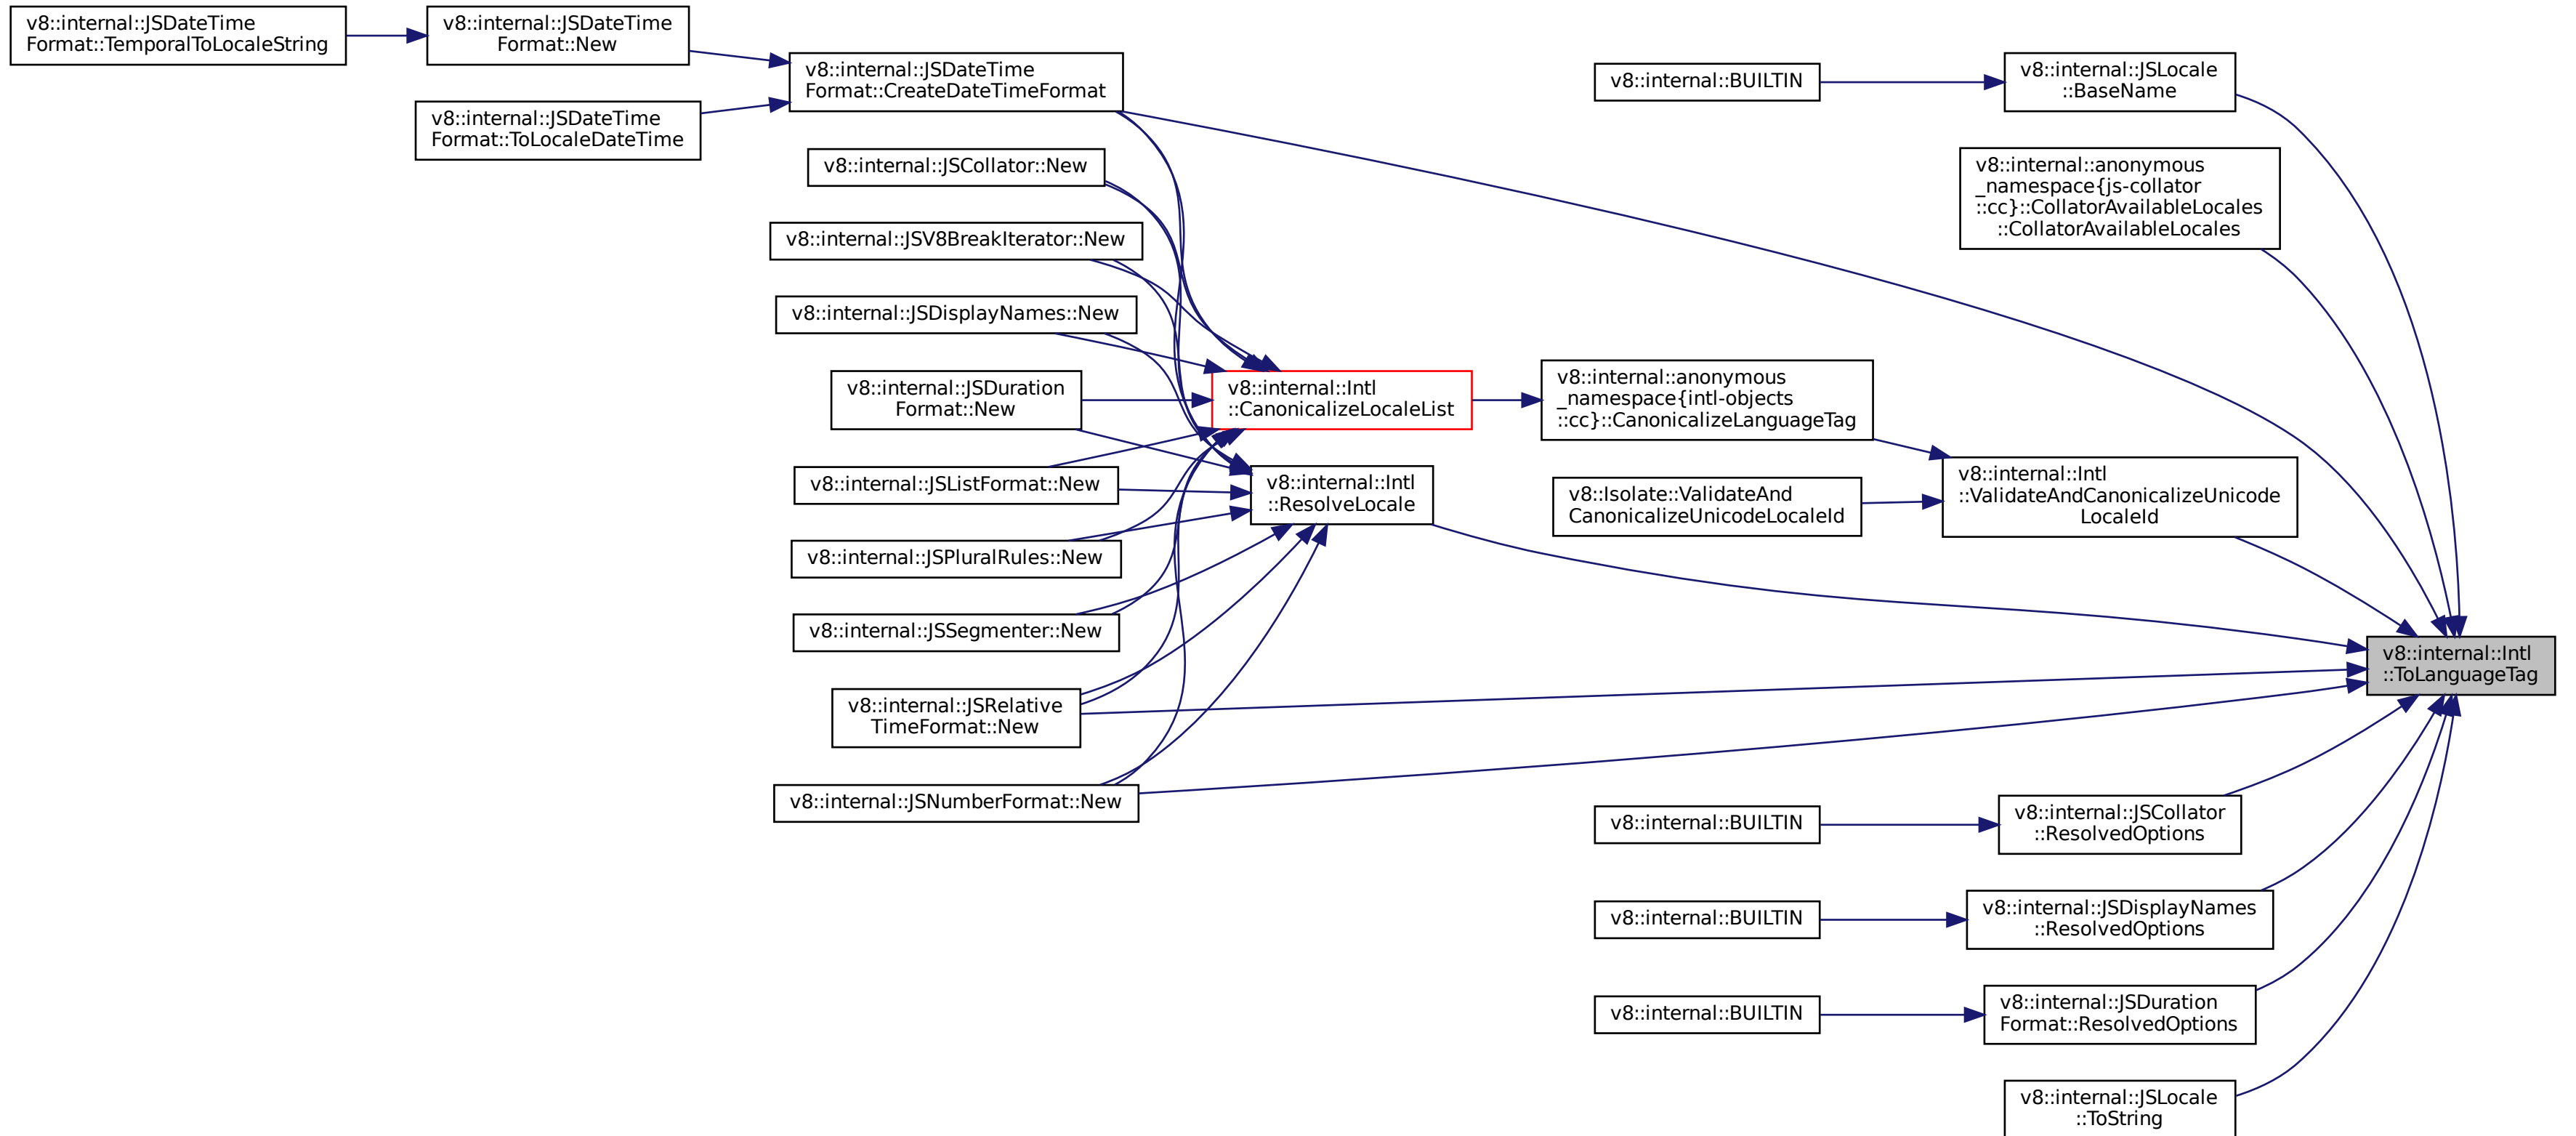 v8::internal::JSDateTime
Format::TemporalToLocaleString
v8::internal::JSDateTime
Format::New
v8::internal::JSDateTime
Format::ToLocaleDateTime
v8::internal::JSDateTime
Format::CreateDateTimeFormat
v8::internal::JSCollator::New
v8::internal::JSV8BreakIterator::New
v8::internal::JSDisplayNames::New
v8::internal::JSDuration
Format::New
v8::internal::JSListFormat::New
v8::internal::JSPluralRules::New
v8::internal::JSSegmenter::New
v8::internal::JSRelative
TimeFormat::New
v8::internal::JSNumberFormat::New
v8::internal::Intl
::CanonicalizeLocaleList
v8::internal::Intl
::ResolveLocale
v8::internal::BUILTIN
v8::internal::JSLocale
::BaseName
v8::internal::anonymous
_namespace{js-collator
::cc}::CollatorAvailableLocales
::CollatorAvailableLocales
v8::internal::anonymous
_namespace{intl-objects
::cc}::CanonicalizeLanguageTag
v8::Isolate::ValidateAnd
CanonicalizeUnicodeLocaleId
v8::internal::Intl
::ValidateAndCanonicalizeUnicode
LocaleId
v8::internal::Intl
::ToLanguageTag
v8::internal::BUILTIN
v8::internal::JSCollator
::ResolvedOptions
v8::internal::BUILTIN
v8::internal::JSDisplayNames
::ResolvedOptions
v8::internal::BUILTIN
v8::internal::JSDuration
Format::ResolvedOptions
v8::internal::JSLocale
::ToString